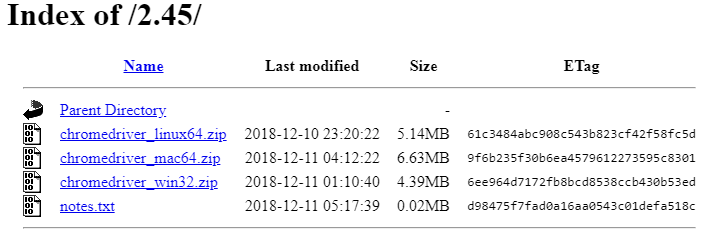 Index of /2.45/
Name Last modified Size ETag
Parent Directory -
chromedriver_linux64.zip 2018-12-10 23:20:22 5.14MB 61c3484abc908c543b823cf42f58fc5d
chromedriver_mac64.zip 2018-12-11 04:12:22 6.63MB 9f6b235f30b6ea4579612273595c8301
chromedriver_win32.zip 2018-12-11 01:10:40 4.39MB 6ee964d7172fb8bcd8538ccb430b53ed
notes.txt 2018-12-11 05:17:39 0.02MB d98475f7fad0a16aa0543c01defa518c